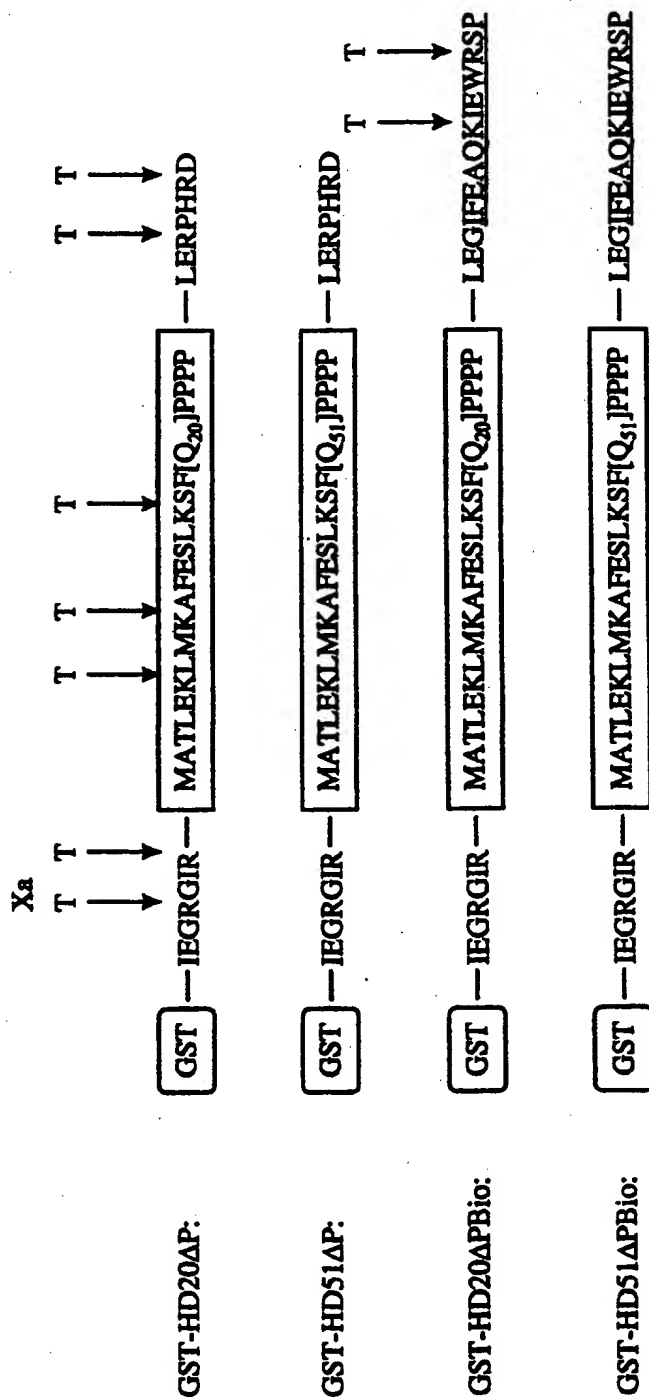 Xa
T T T T T T T
GST-HD20ΔP: GST —IEGRGIR— MATLEKLMKAFESLKSF[Q₂₀]PPPP —LERPHRD
GST-HD51ΔP: GST —IEGRGIR— MATLEKLMKAFESLKSF[Q₅₁]PPPP —LERPHRD
T T
GST-HD20ΔPBio: GST —IEGRGIR— MATLEKLMKAFESLKSF[Q₂₀]PPPP —LEGIFEAQKIEWRSP
GST-HD51ΔPBio: GST —IEGRGIR— MATLEKLMKAFESLKSF[Q₅₁]PPPP —LEGIFEAQKIEWRSP